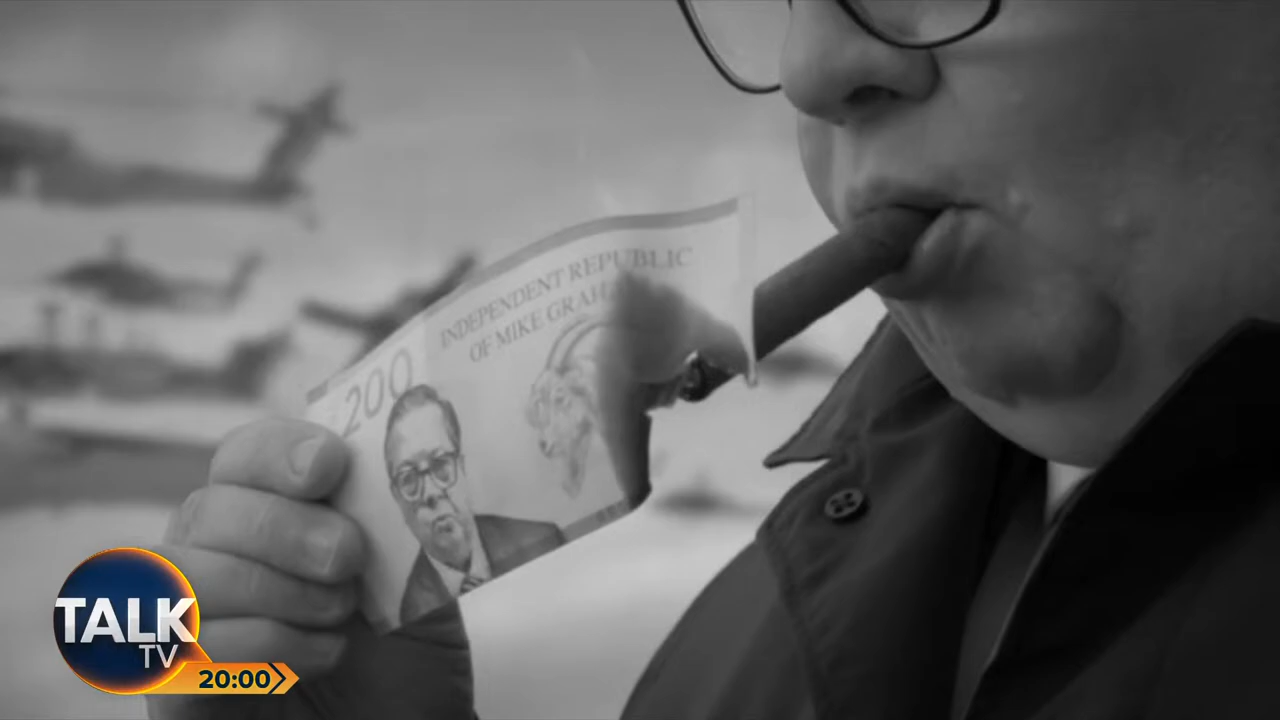 INDEPENDENT REPUBLIC
OF MIKE GRAH
200
TALK
TV
20:00